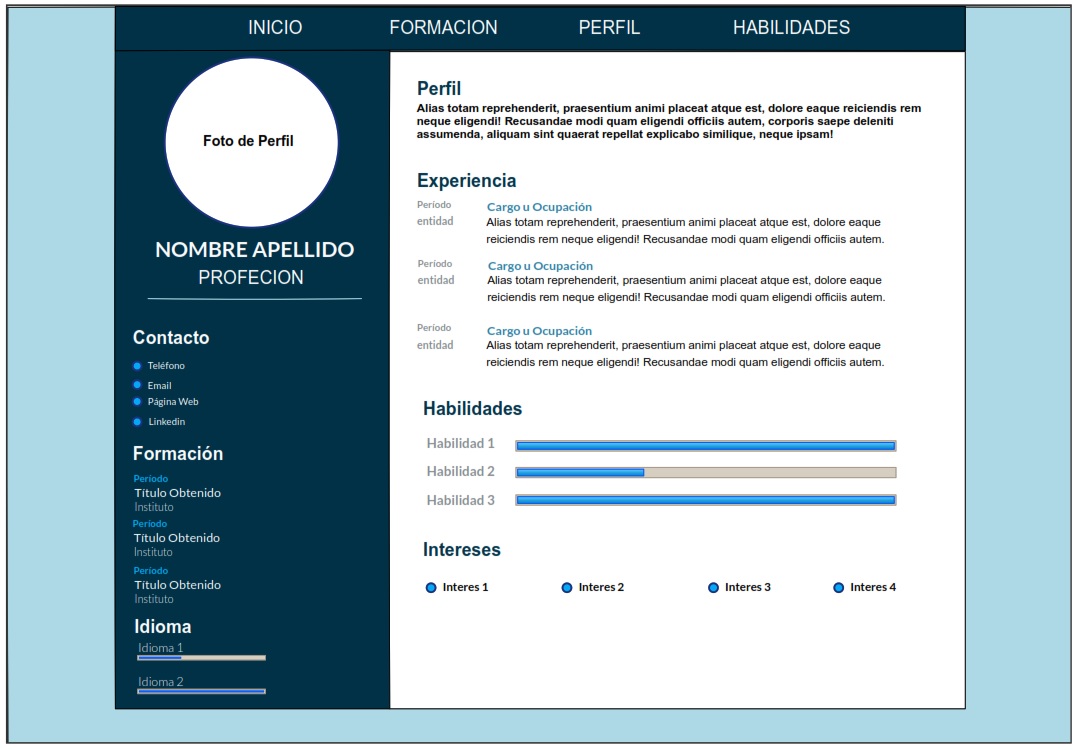 INICIO FORMACION PERFIL HABILIDADES
Foto de Perfil
NOMBRE APELLIDO
PROFECION
Contacto
Teléfono
Email
Página Web
Linkedin
Formación
Período
Título Obtenido
Instituto
Período
Título Obtenido
Instituto
Período
Título Obtenido
Instituto
Idioma
Idioma 1
Idioma 2
Perfil
Alias totam reprehenderit, praesentium animi placeat atque est, dolore eaque reiciendis rem
neque eligendi! Recusandae modi quam eligendi officiis autem, corporis saepe deleniti
assumenda, aliquam sint quaerat repellat explicabo similique, neque ipsam!
Experiencia
Período Cargo u Ocupación
entidad Alias totam reprehenderit, praesentium animi placeat atque est, dolore eaque
reiciendis rem neque eligendi! Recusandae modi quam eligendi officiis autem.
Período Cargo u Ocupación
entidad Alias totam reprehenderit, praesentium animi placeat atque est, dolore eaque
reiciendis rem neque eligendi! Recusandae modi quam eligendi officiis autem.
Período Cargo u Ocupación
entidad Alias totam reprehenderit, praesentium animi placeat atque est, dolore eaque
reiciendis rem neque eligendi! Recusandae modi quam eligendi officiis autem.
Habilidades
Habilidad 1
Habilidad 2
Habilidad 3
Intereses
Interes 1 Interes 2 Interes 3 Interes 4